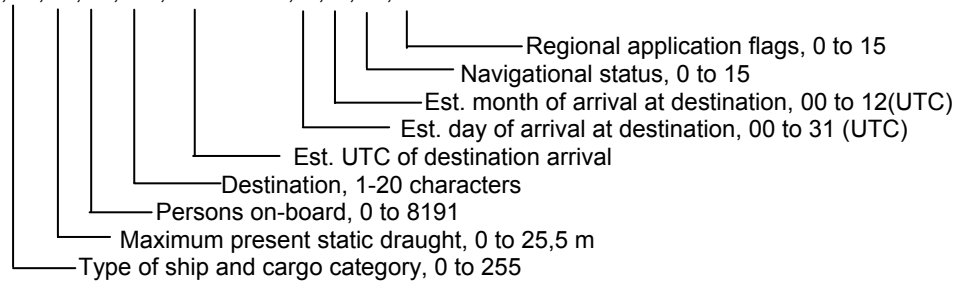 Regional application flags, 0 to 15
Navigational status, 0 to 15
Est. month of arrival at destination, 00 to 12(UTC)
Est. day of arrival at destination, 00 to 31 (UTC)
Est. UTC of destination arrival
Destination, 1-20 characters
Persons on-board, 0 to 8191
Maximum present static draught, 0 to 25,5 m
Type of ship and cargo category, 0 to 255